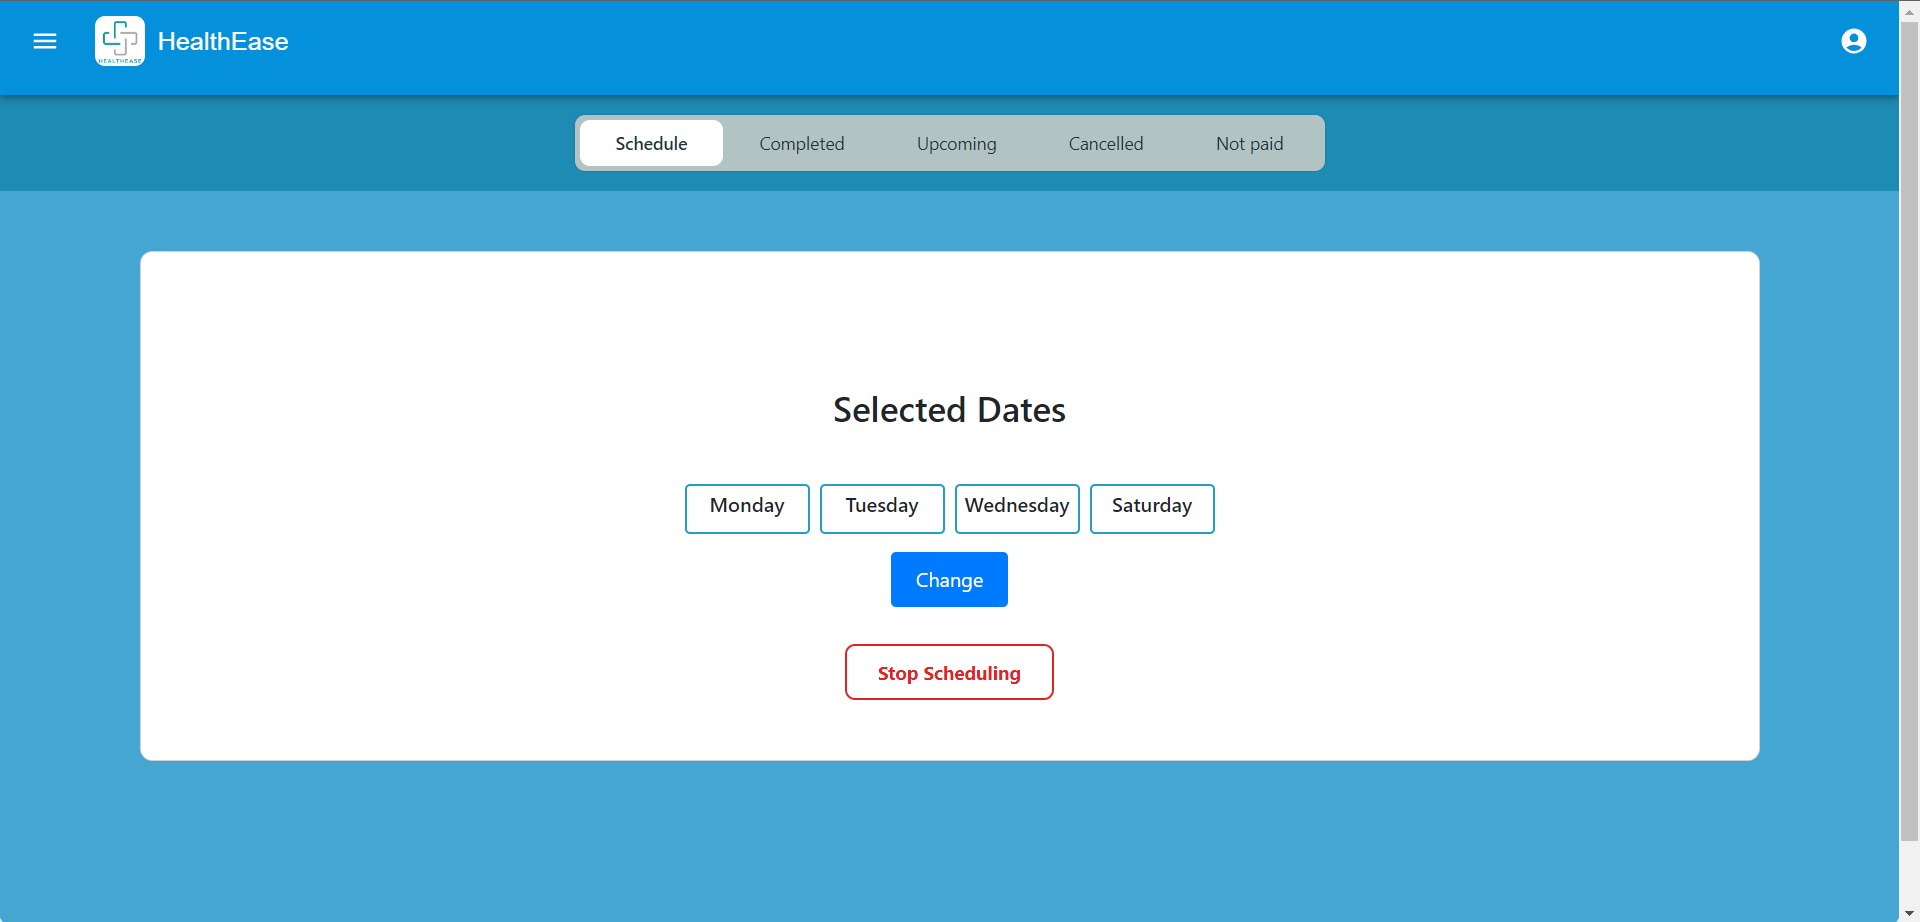 HEALTHEASE
HealthEase
Schedule Completed Upcoming Cancelled Not paid
Selected Dates
Monday Tuesday Wednesday Saturday
Change
Stop Scheduling